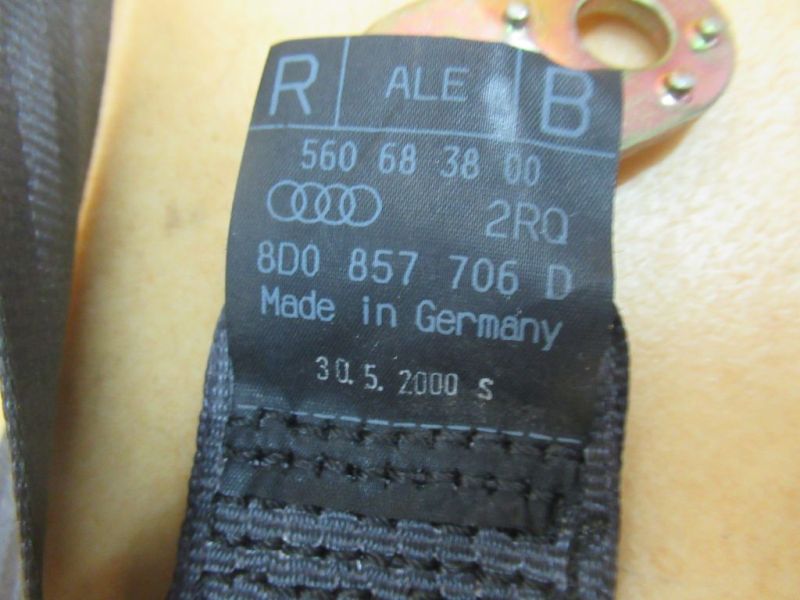 R ALE B
560 68 38 00
2RQ
8D0 857 706 D
Made in Germany
30.5.2000 S